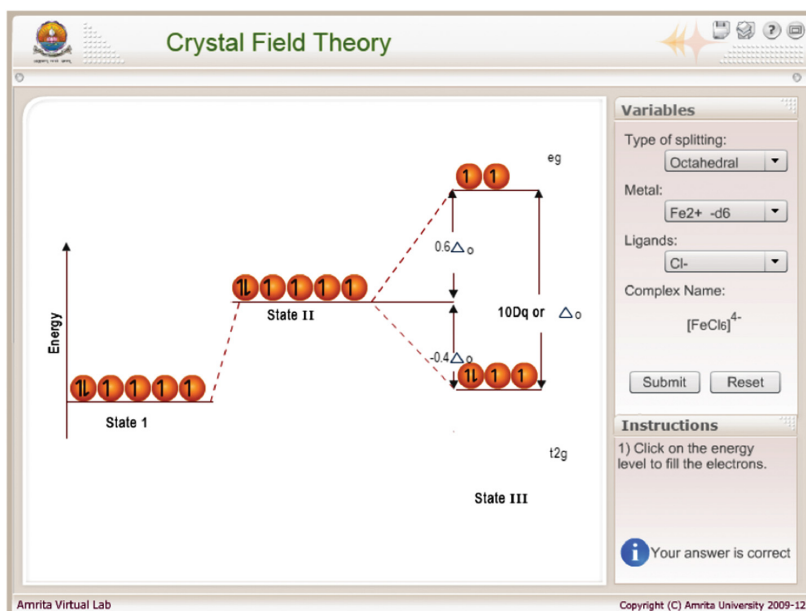 Crystal Field Theory
eg
0.6△o
State II
10Dq or △o
Energy
-0.4△o
State 1
t2g
State III
Variables
Type of splitting:
Octahedral
Metal:
Fe2+ -d6
Ligands:
Cl-
Complex Name:
[FeCl6]4-
Submit
Reset
Instructions
1) Click on the energy
level to fill the electrons.
Your answer is correct
Amrita Virtual Lab
Copyright (C) Amrita University 2009-12